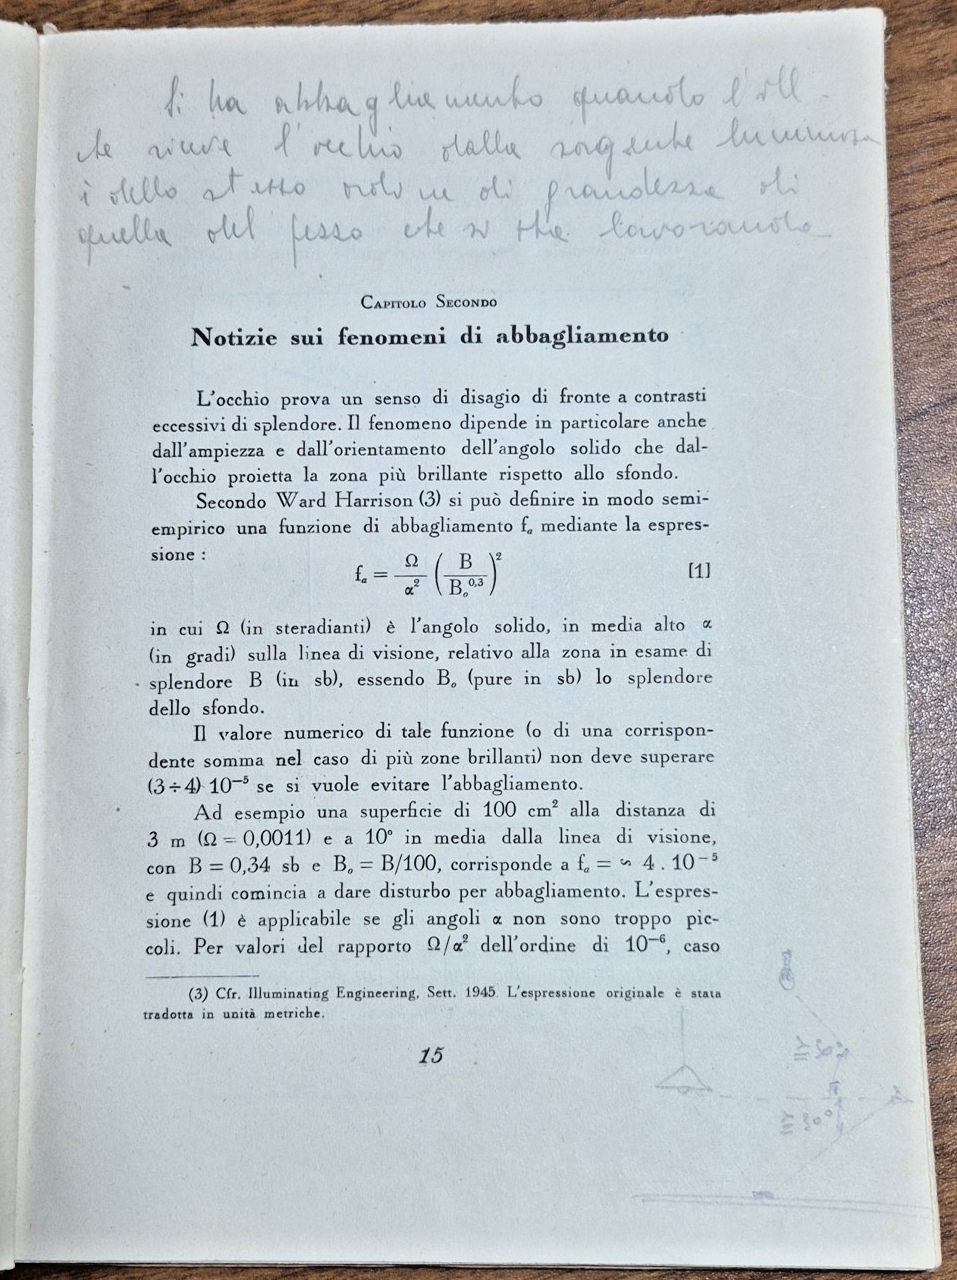 Si ha abbagliamento quando l'ill.
che riceve l'occhio dalla sorgente luminosa
è dello stesso ordine di grandezza di
quella del pezzo che si sta lavorando
Capitolo Secondo
Notizie sui fenomeni di abbagliamento
L'occhio prova un senso di disagio di fronte a contrasti
eccessivi di splendore. Il fenomeno dipende in particolare anche
dall'ampiezza e dall'orientamento dell'angolo solido che dal-
l'occhio proietta la zona più brillante rispetto allo sfondo.
Secondo Ward Harrison (3) si può definire in modo semi-
empirico una funzione di abbagliamento fₐ mediante la espres-
sione :
fₐ = Ω/α² (B/Bₒ^0,3)² [1]
in cui Ω (in steradianti) è l'angolo solido, in media alto α
(in gradi) sulla linea di visione, relativo alla zona in esame di
splendore B (in sb), essendo Bₒ (pure in sb) lo splendore
dello sfondo.
Il valore numerico di tale funzione (o di una corrispon-
dente somma nel caso di più zone brillanti) non deve superare
(3÷4) 10⁻⁵ se si vuole evitare l'abbagliamento.
Ad esempio una superficie di 100 cm² alla distanza di
3 m (Ω = 0,0011) e a 10° in media dalla linea di visione,
con B = 0,34 sb e Bₒ = B/100, corrisponde a fₐ = ∽ 4 . 10⁻⁵
e quindi comincia a dare disturbo per abbagliamento. L'espres-
sione (1) è applicabile se gli angoli α non sono troppo pic-
coli. Per valori del rapporto Ω/α² dell'ordine di 10⁻⁶, caso
(3) Cfr. Illuminating Engineering, Sett. 1945. L'espressione originale è stata
tradotta in unità metriche.
15
≧ 30°